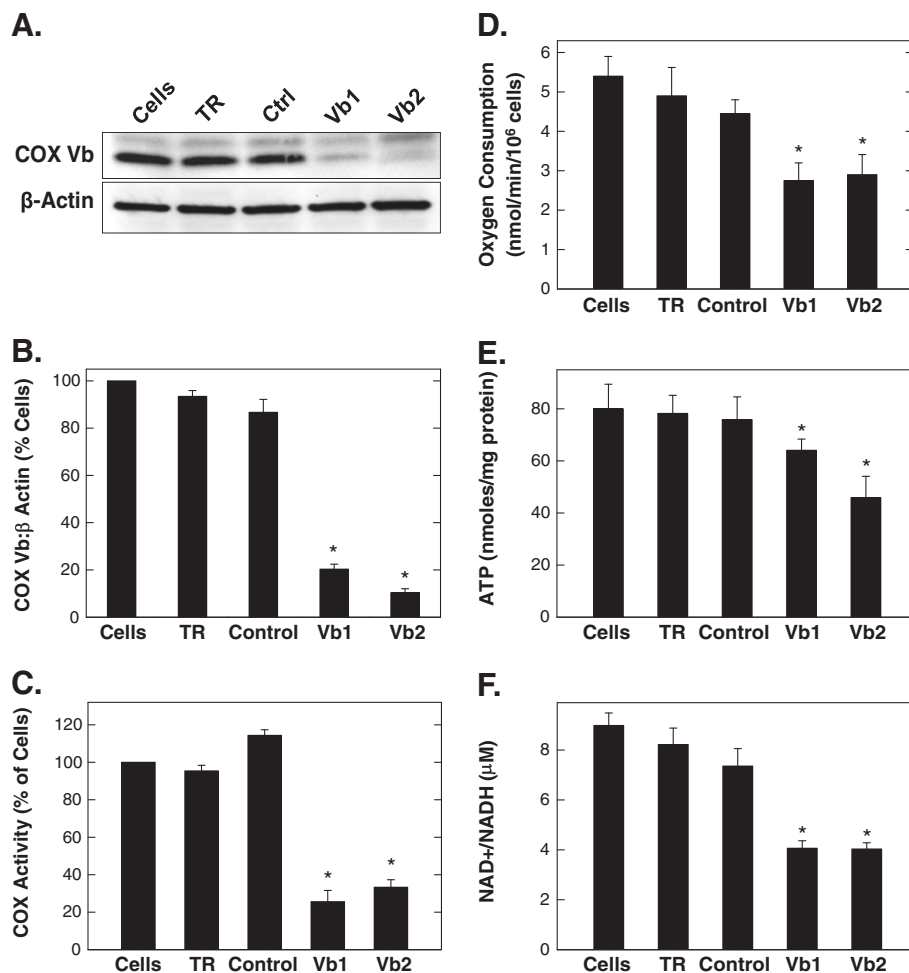 A.
Cells TR Ctrl Vb1 Vb2
COX Vb
β-Actin
B.
COX Vb:β Actin (% Cells)
100
80
60
40
20
0
* *
Cells TR Control Vb1 Vb2
C.
COX Activity (% of Cells)
120
100
80
60
40
20
0
* *
Cells TR Control Vb1 Vb2
D.
Oxygen Consumption
(nmol/min/10⁶ cells)
6
5
4
3
2
1
0
* *
Cells TR Control Vb1 Vb2
E.
ATP (nmoles/mg protein)
80
60
40
20
0
* *
Cells TR Control Vb1 Vb2
F.
NAD+/NADH (μM)
8
6
4
2
0
* *
Cells TR Control Vb1 Vb2